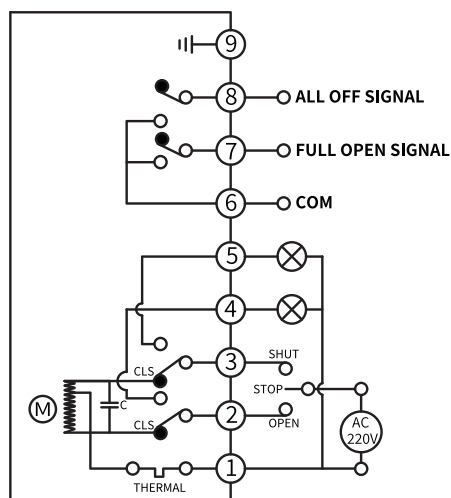 9
8 ALL OFF SIGNAL
7 FULL OPEN SIGNAL
6 COM
5
4
3 SHUT
CLS
STOP
C
M
CLS
2 OPEN
AC
220V
1
THERMAL